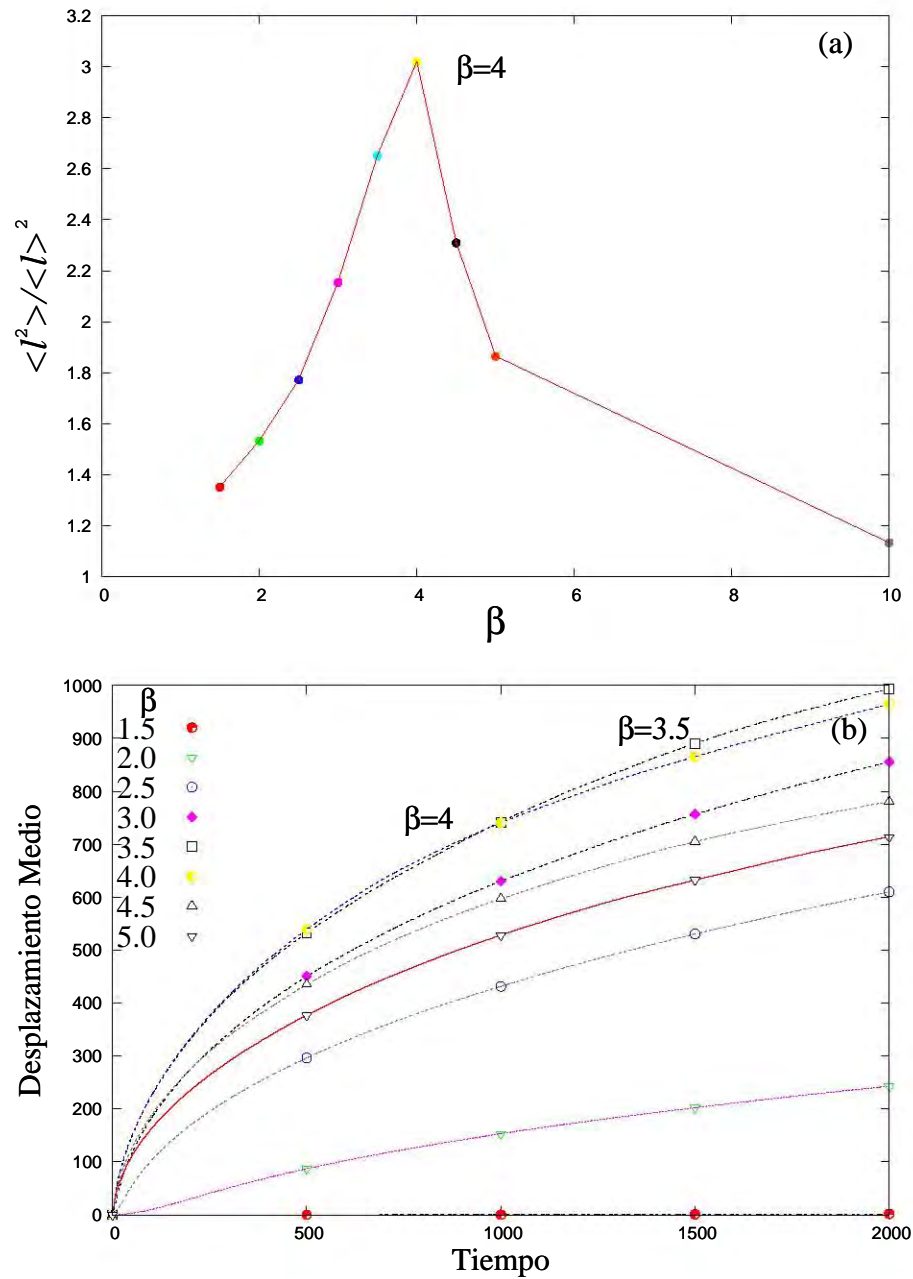 (a)
β=4
3.2
3
2.8
2.6
2.4
2.2
2
1.8
1.6
1.4
1.2
1
<l²>/<l>²
0 2 4 6 8 10
β
(b)
β
1.5
2.0
2.5
3.0
3.5
4.0
4.5
5.0
β=3.5
β=4
1000
900
800
700
600
500
400
300
200
100
0
Desplazamiento Medio
0 500 1000 1500 2000
Tiempo